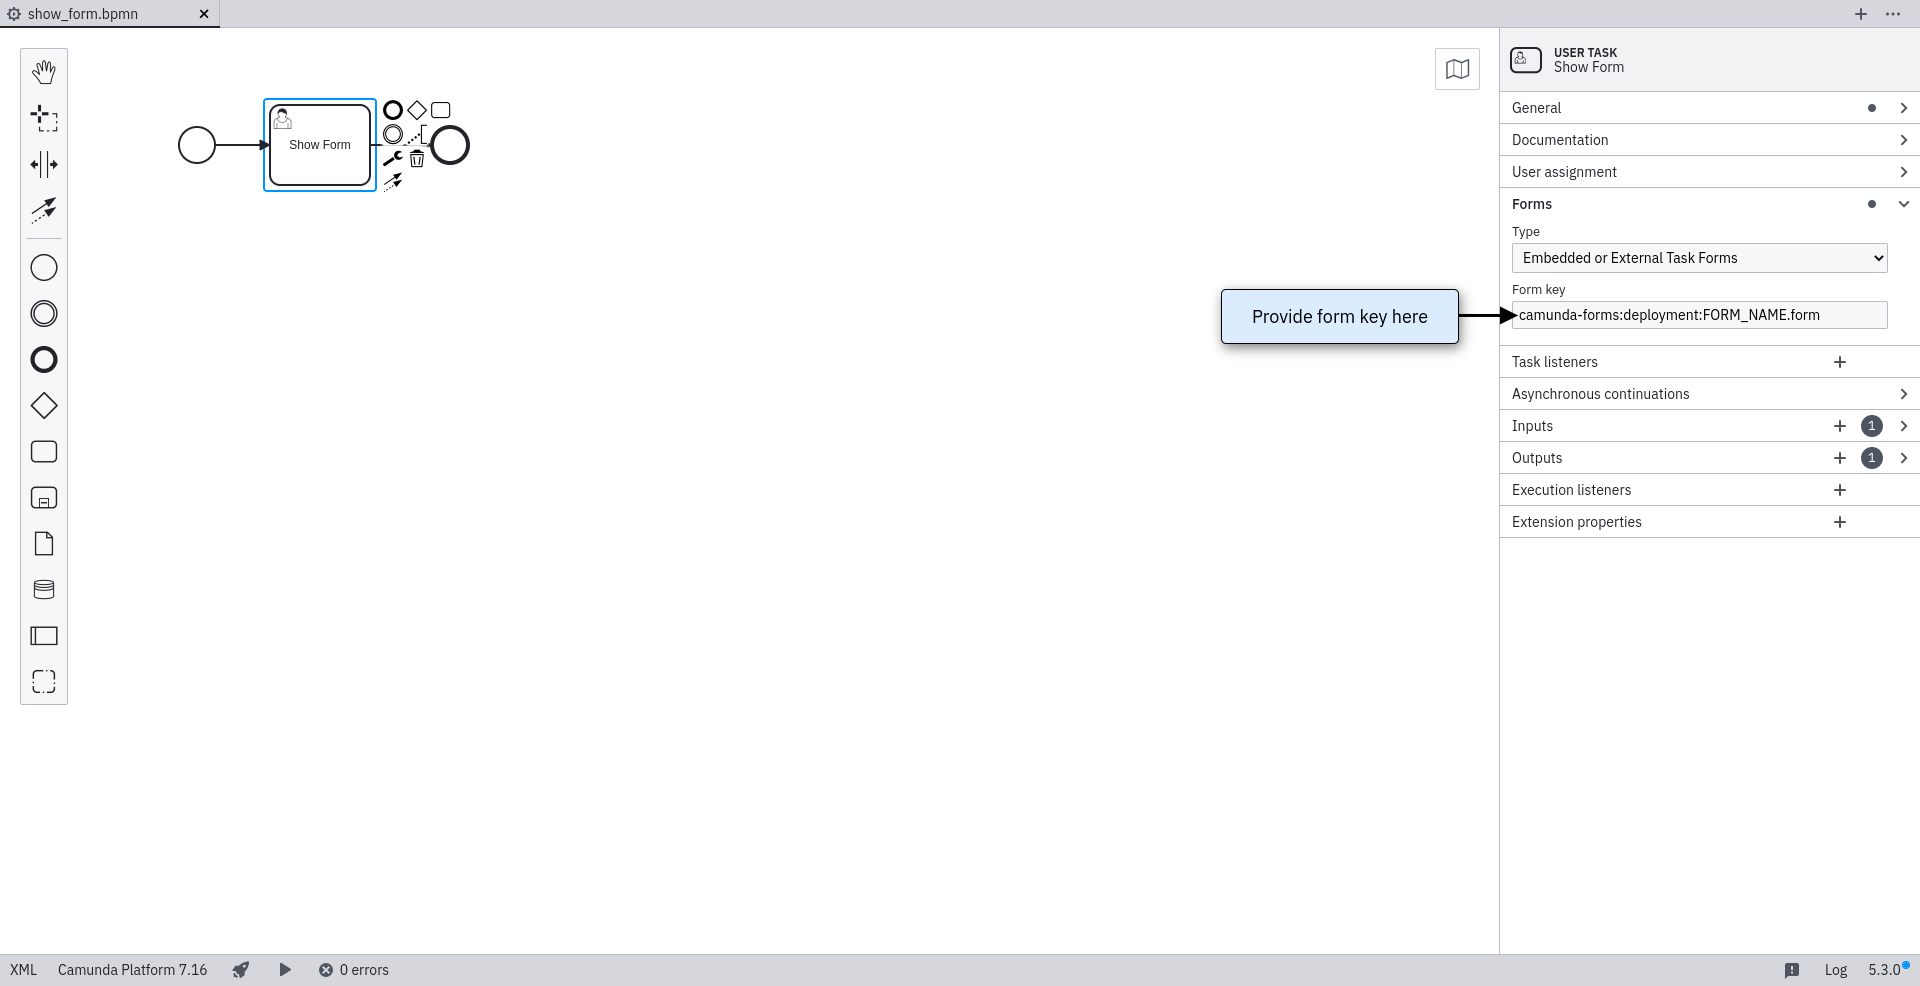 show_form.bpmn
USER TASK
Show Form
Show Form
General
Documentation
User assignment
Forms
Type
Embedded or External Task Forms
Form key
Provide form key here
camunda-forms:deployment:FORM_NAME.form
Task listeners
Asynchronous continuations
Inputs 1
Outputs 1
Execution listeners
Extension properties
XML Camunda Platform 7.16 0 errors Log 5.3.0